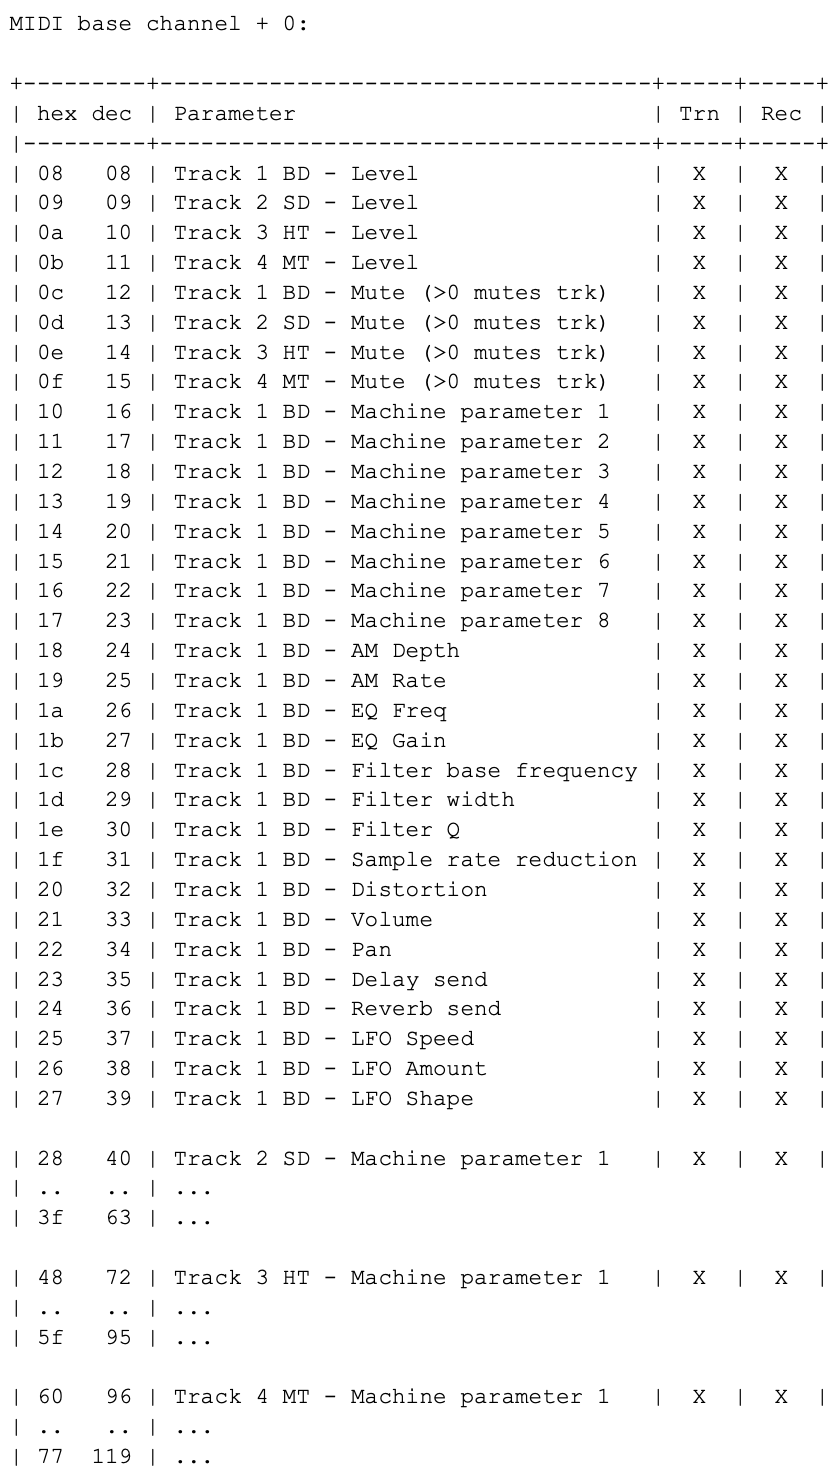 MIDI base channel + 0:
+---------+------------------------------------+-----+-----+
| hex dec | Parameter                          | Trn | Rec |
|---------+------------------------------------+-----+-----+
| 08   08 | Track 1 BD - Level                 |  X  |  X  |
| 09   09 | Track 2 SD - Level                 |  X  |  X  |
| 0a   10 | Track 3 HT - Level                 |  X  |  X  |
| 0b   11 | Track 4 MT - Level                 |  X  |  X  |
| 0c   12 | Track 1 BD - Mute (>0 mutes trk)   |  X  |  X  |
| 0d   13 | Track 2 SD - Mute (>0 mutes trk)   |  X  |  X  |
| 0e   14 | Track 3 HT - Mute (>0 mutes trk)   |  X  |  X  |
| 0f   15 | Track 4 MT - Mute (>0 mutes trk)   |  X  |  X  |
| 10   16 | Track 1 BD - Machine parameter 1   |  X  |  X  |
| 11   17 | Track 1 BD - Machine parameter 2   |  X  |  X  |
| 12   18 | Track 1 BD - Machine parameter 3   |  X  |  X  |
| 13   19 | Track 1 BD - Machine parameter 4   |  X  |  X  |
| 14   20 | Track 1 BD - Machine parameter 5   |  X  |  X  |
| 15   21 | Track 1 BD - Machine parameter 6   |  X  |  X  |
| 16   22 | Track 1 BD - Machine parameter 7   |  X  |  X  |
| 17   23 | Track 1 BD - Machine parameter 8   |  X  |  X  |
| 18   24 | Track 1 BD - AM Depth              |  X  |  X  |
| 19   25 | Track 1 BD - AM Rate               |  X  |  X  |
| 1a   26 | Track 1 BD - EQ Freq               |  X  |  X  |
| 1b   27 | Track 1 BD - EQ Gain               |  X  |  X  |
| 1c   28 | Track 1 BD - Filter base frequency |  X  |  X  |
| 1d   29 | Track 1 BD - Filter width          |  X  |  X  |
| 1e   30 | Track 1 BD - Filter Q              |  X  |  X  |
| 1f   31 | Track 1 BD - Sample rate reduction |  X  |  X  |
| 20   32 | Track 1 BD - Distortion            |  X  |  X  |
| 21   33 | Track 1 BD - Volume                |  X  |  X  |
| 22   34 | Track 1 BD - Pan                   |  X  |  X  |
| 23   35 | Track 1 BD - Delay send            |  X  |  X  |
| 24   36 | Track 1 BD - Reverb send           |  X  |  X  |
| 25   37 | Track 1 BD - LFO Speed             |  X  |  X  |
| 26   38 | Track 1 BD - LFO Amount            |  X  |  X  |
| 27   39 | Track 1 BD - LFO Shape             |  X  |  X  |
| 28   40 | Track 2 SD - Machine parameter 1   |  X  |  X  |
| ..   .. | ...
| 3f   63 | ...
| 48   72 | Track 3 HT - Machine parameter 1   |  X  |  X  |
| ..   .. | ...
| 5f   95 | ...
| 60   96 | Track 4 MT - Machine parameter 1   |  X  |  X  |
| ..   .. | ...
| 77  119 | ...